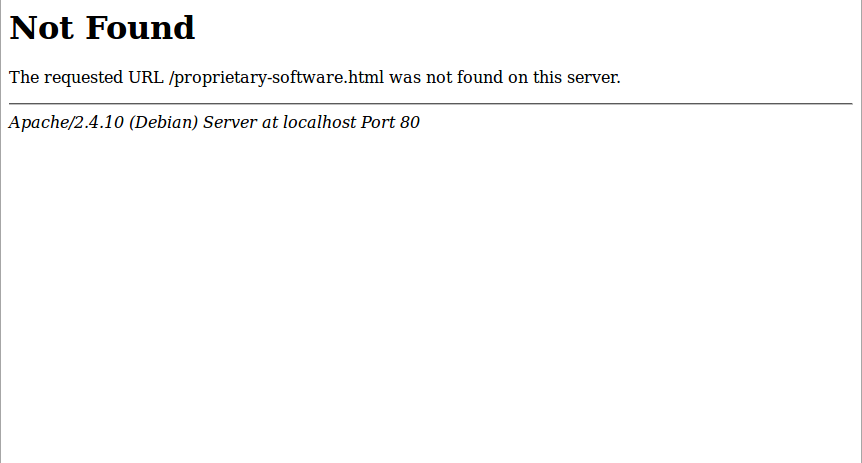 Not Found
The requested URL /proprietary-software.html was not found on this server.
Apache/2.4.10 (Debian) Server at localhost Port 80